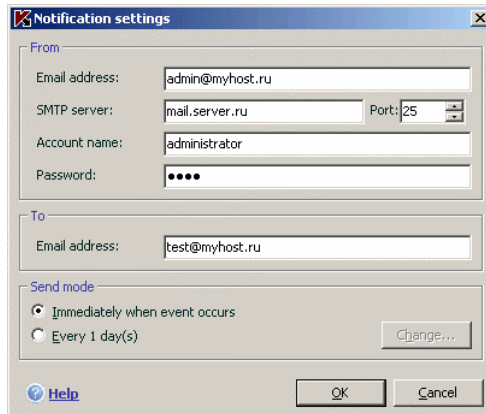 Notification settings
From
Email address: admin@myhost.ru
SMTP server: mail.server.ru Port: 25
Account name: administrator
Password: ●●●●
To
Email address: test@myhost.ru
Send mode
Immediately when event occurs
Every 1 day(s)
Change...
Help OK Cancel